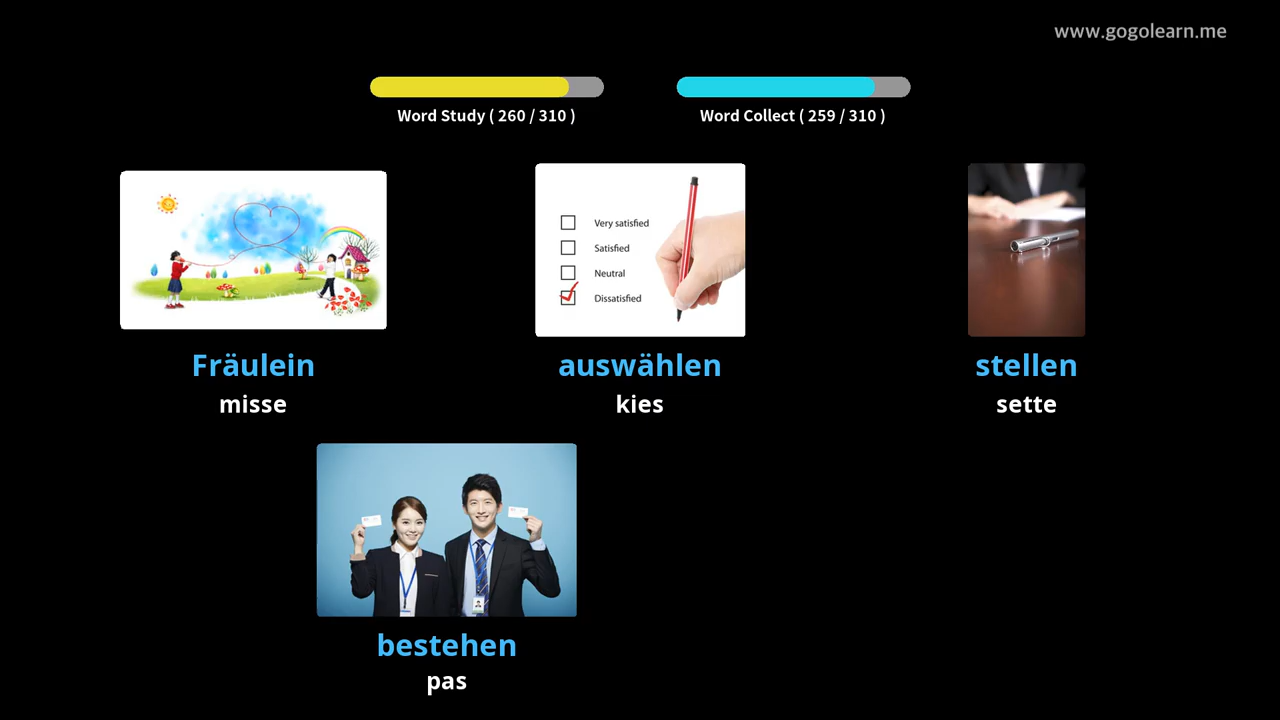 www.gogolearn.me
Word Study ( 260 / 310 )
Word Collect ( 259 / 310 )
Very satisfied
Satisfied
Neutral
Dissatisfied
Fräulein
misse
auswählen
kies
stellen
sette
bestehen
pas